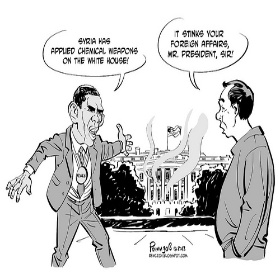 SYRIA HAS
APPLIED CHEMICAL WEAPONS
ON THE WHITE HOUSE!
IT STINKS YOUR
FOREIGN AFFAIRS,
MR. PRESIDENT, SIR!